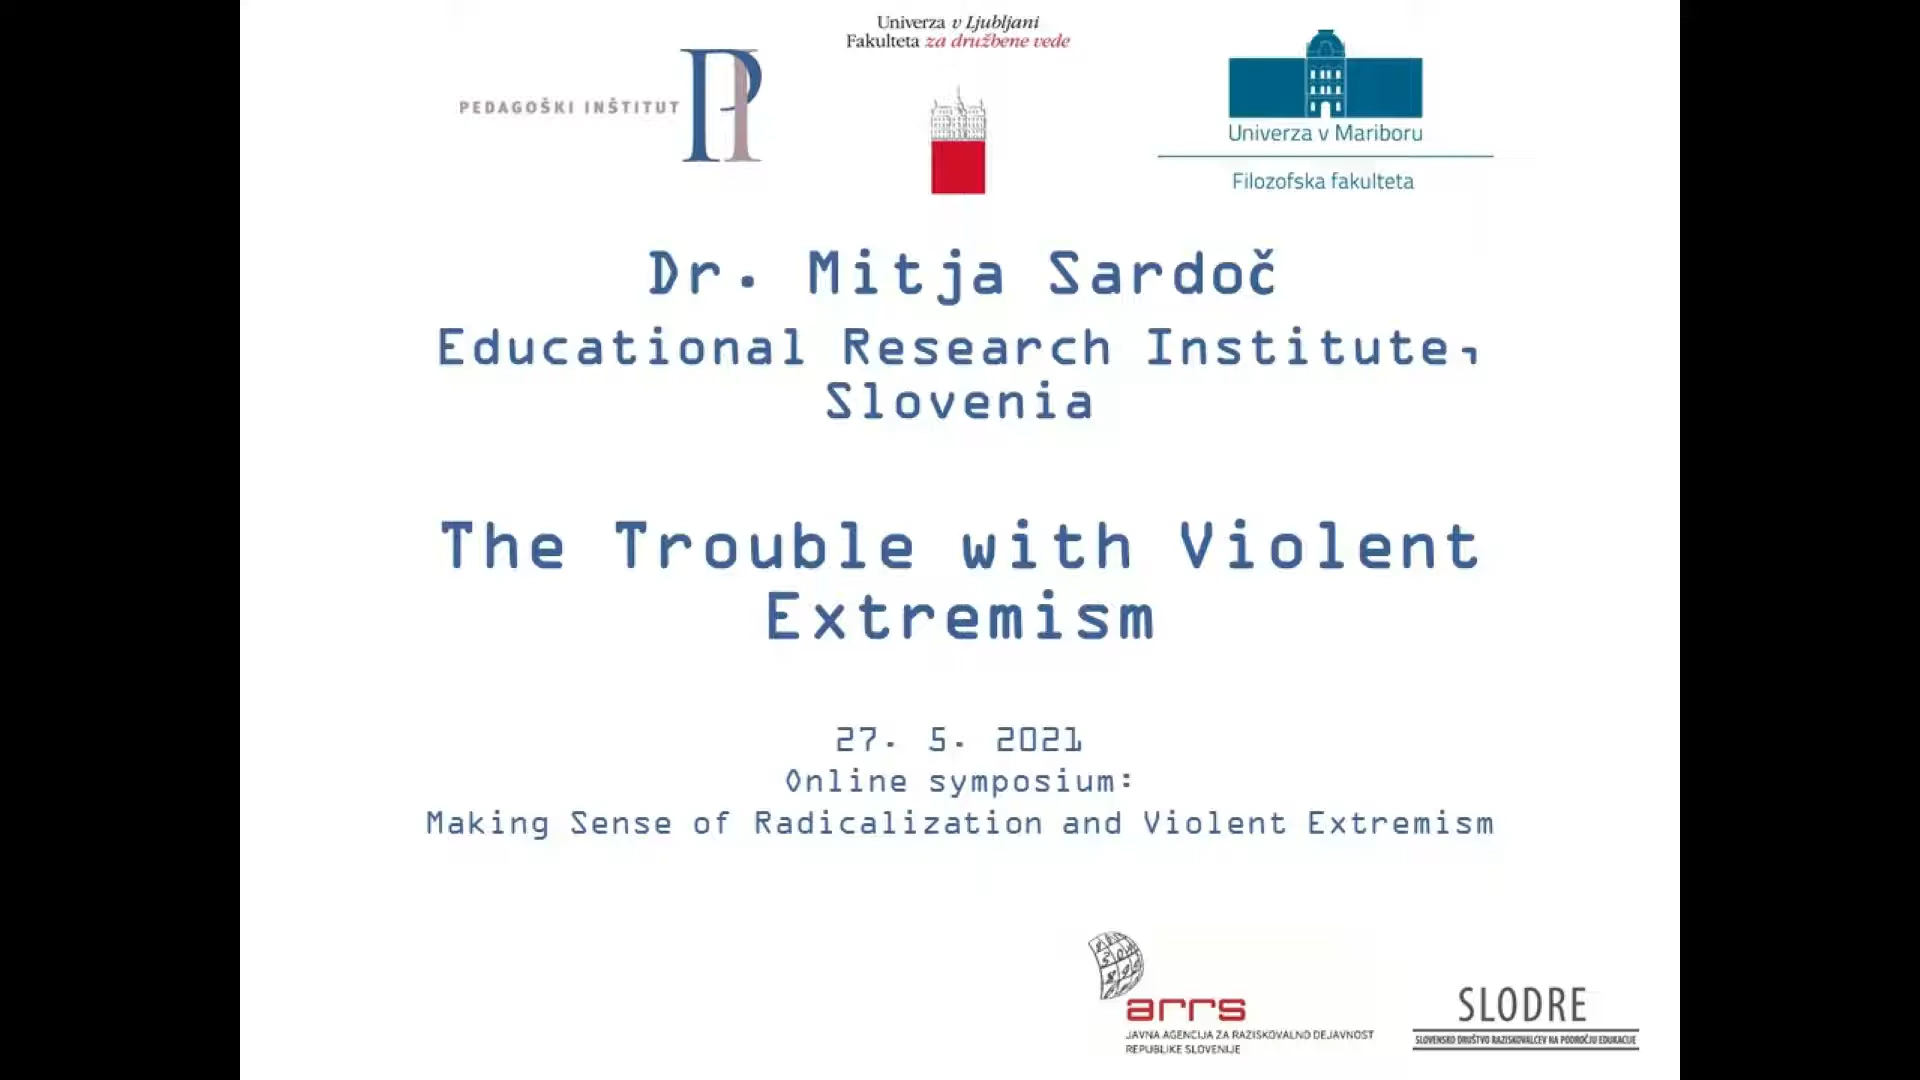 PEDAGOŠKI INŠTITUT
PI
Univerza v Ljubljani
Fakulteta za družbene vede
Univerza v Mariboru
Filozofska fakulteta
Dr. Mitja Sardoč
Educational Research Institute,
Slovenia
The Trouble with Violent
Extremism
27. 5. 2021
Online symposium:
Making Sense of Radicalization and Violent Extremism
arrs
JAVNA AGENCIJA ZA RAZISKOVALNO DEJAVNOST
REPUBLIKE SLOVENIJE
SLODRE
SLOVENSKO DRUŠTVO RAZISKOVALCEV NA PODROČJU EDUKACIJE